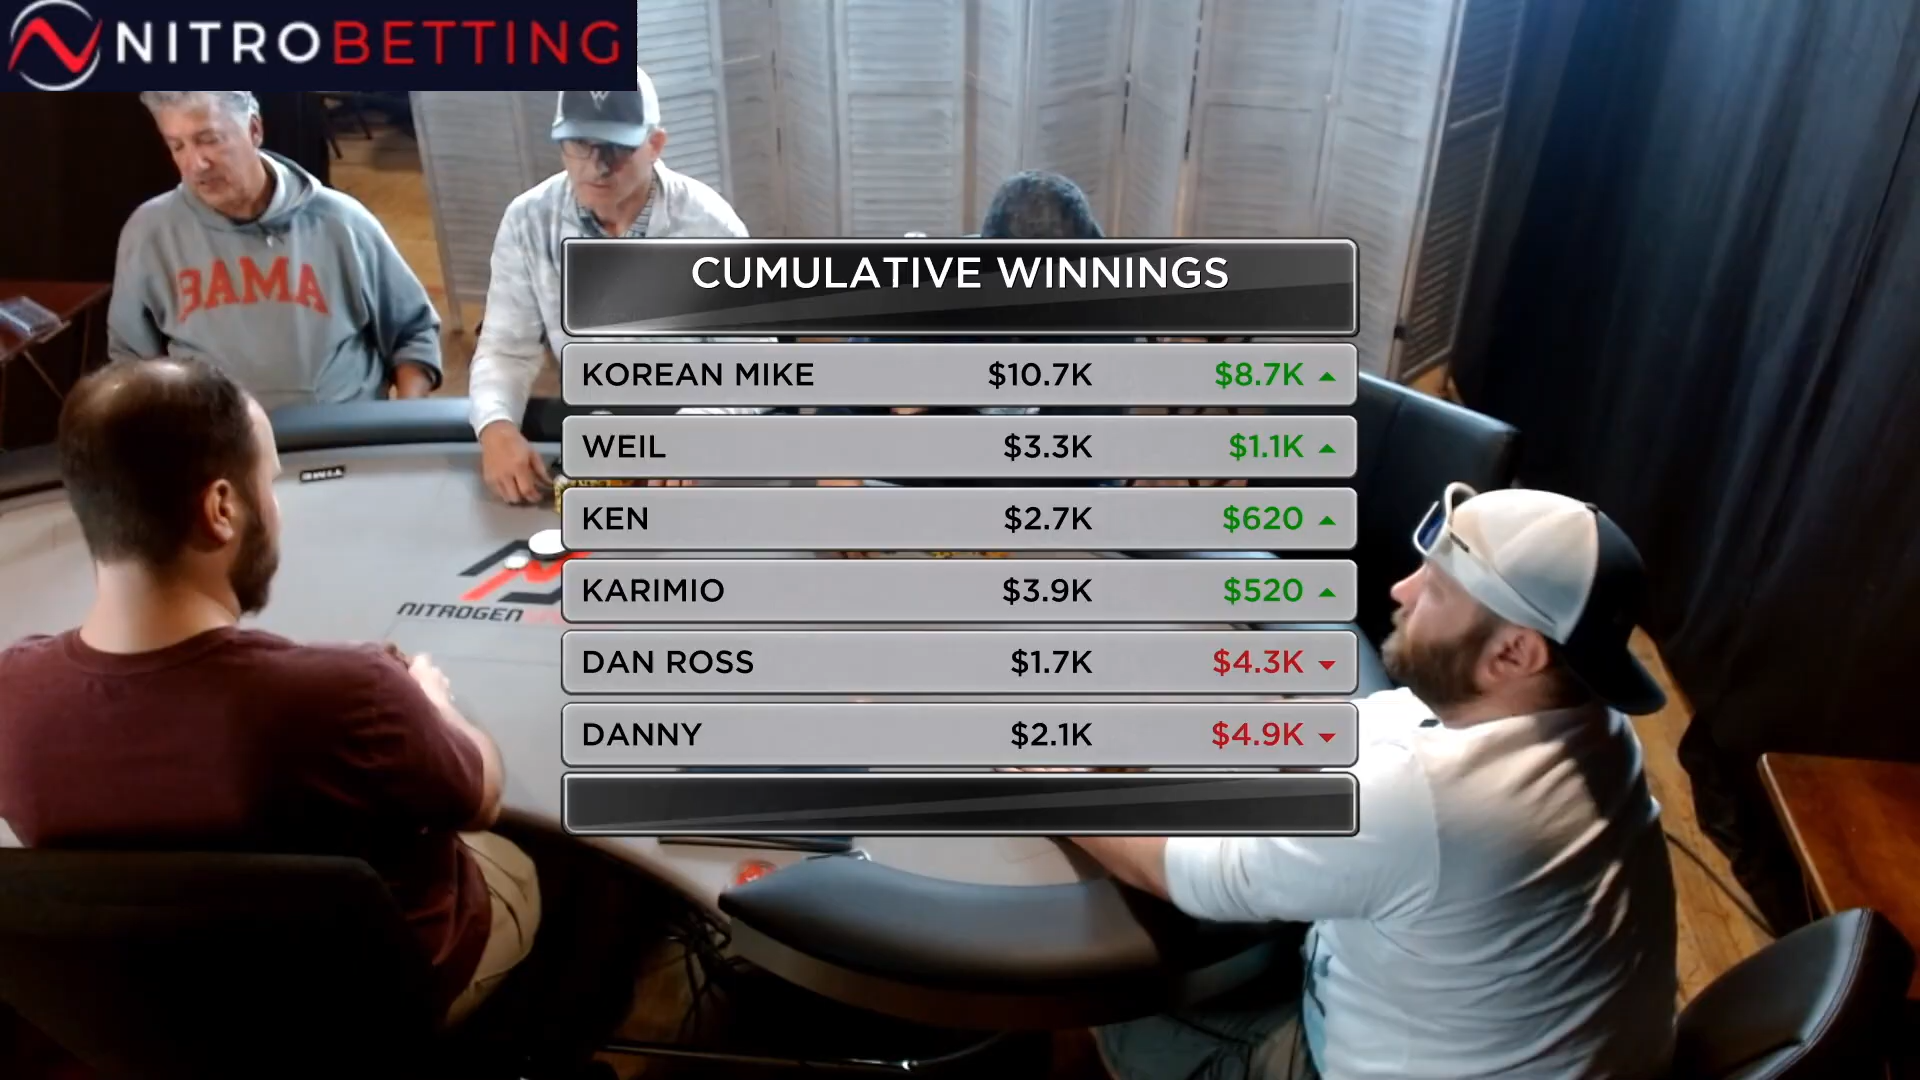 NITROBETTING
BAMA
CUMULATIVE WINNINGS
KOREAN MIKE $10.7K $8.7K
WEIL $3.3K $1.1K
KEN $2.7K $620
KARIMIO $3.9K $520
DAN ROSS $1.7K $4.3K
DANNY $2.1K $4.9K
NITROGEN